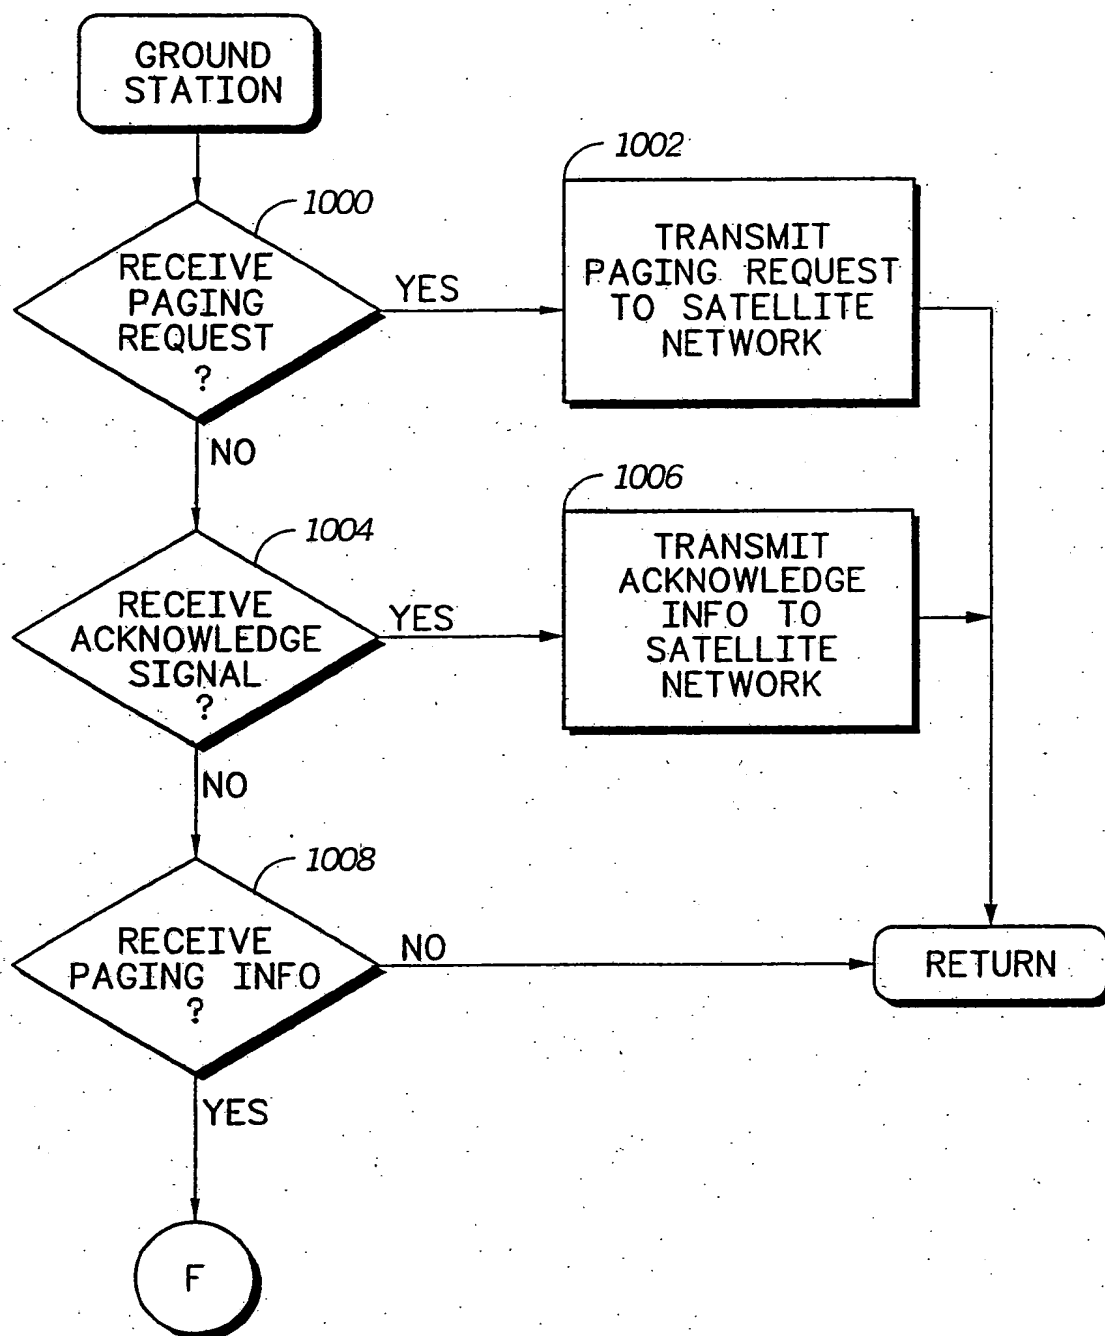 GROUND
STATION
1000
RECEIVE
PAGING
REQUEST
?
YES
1002
TRANSMIT
PAGING REQUEST
TO SATELLITE
NETWORK
NO
1004
RECEIVE
ACKNOWLEDGE
SIGNAL
?
YES
1006
TRANSMIT
ACKNOWLEDGE
INFO TO
SATELLITE
NETWORK
NO
1008
RECEIVE
PAGING INFO
?
NO
RETURN
YES
F